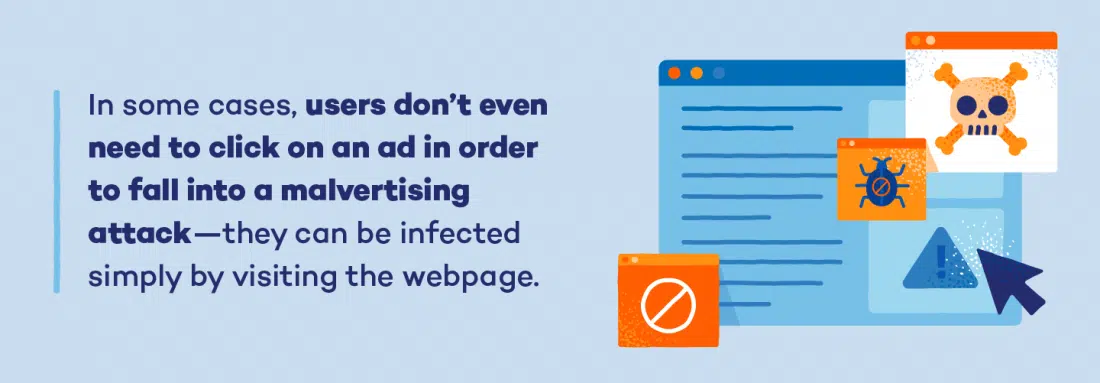 In some cases, users don't even
need to click on an ad in order
to fall into a malvertising
attack—they can be infected
simply by visiting the webpage.